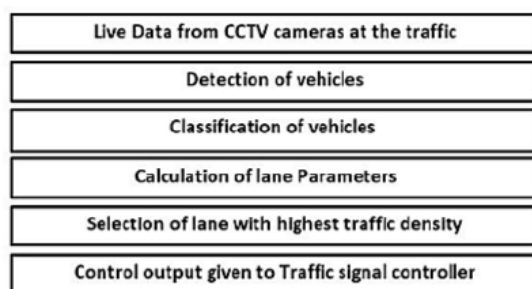 Live Data from CCTV cameras at the traffic
Detection of vehicles
Classification of vehicles
Calculation of lane Parameters
Selection of lane with highest traffic density
Control output given to Traffic signal controller